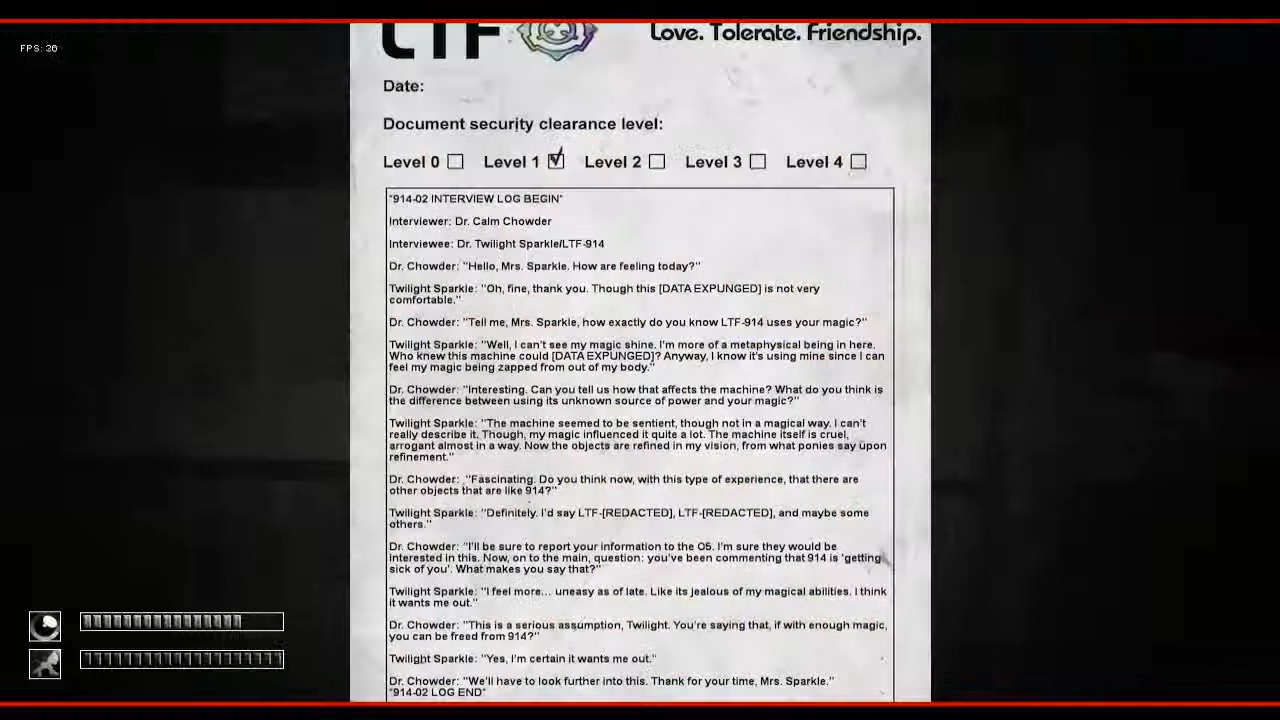 LTF
Love. Tolerate. Friendship.
FPS: 26
Date:
Document security clearance level:
Level 0 Level 1 Level 2 Level 3 Level 4
"914-02 INTERVIEW LOG BEGIN"
Interviewer: Dr. Calm Chowder
Interviewee: Dr. Twilight Sparkle/LTF-914
Dr. Chowder: "Hello, Mrs. Sparkle. How are feeling today?"
Twilight Sparkle: "Oh, fine, thank you. Though this [DATA EXPUNGED] is not very
comfortable."
Dr. Chowder: "Tell me, Mrs. Sparkle, how exactly do you know LTF-914 uses your magic?"
Twilight Sparkle: "Well, I can't see my magic shine. I'm more of a metaphysical being in here.
Who knew this machine could [DATA EXPUNGED]? Anyway, I know it's using mine since I can
feel my magic being zapped from out of my body."
Dr. Chowder: "Interesting. Can you tell us how that affects the machine? What do you think is
the difference between using its unknown source of power and your magic?"
Twilight Sparkle: "The machine seemed to be sentient, though not in a magical way. I can't
really describe it. Though, my magic influenced it quite a lot. The machine itself is cruel,
arrogant almost in a way. Now the objects are refined in my vision, from what ponies say upon
refinement."
Dr. Chowder: "Fascinating. Do you think now, with this type of experience, that there are
other objects that are like 914?"
Twilight Sparkle: "Definitely. I'd say LTF-[REDACTED], LTF-[REDACTED], and maybe some
others."
Dr. Chowder: "I'll be sure to report your information to the O5. I'm sure they would be
interested in this. Now, on to the main, question: you've been commenting that 914 is 'getting
sick of you'. What makes you say that?"
Twilight Sparkle: "I feel more... uneasy as of late. Like its jealous of my magical abilities. I think
it wants me out."
Dr. Chowder: "This is a serious assumption, Twilight. You're saying that, if with enough magic,
you can be freed from 914?"
Twilight Sparkle: "Yes, I'm certain it wants me out."
Dr. Chowder: "We'll have to look further into this. Thank for your time, Mrs. Sparkle."
"914-02 LOG END"